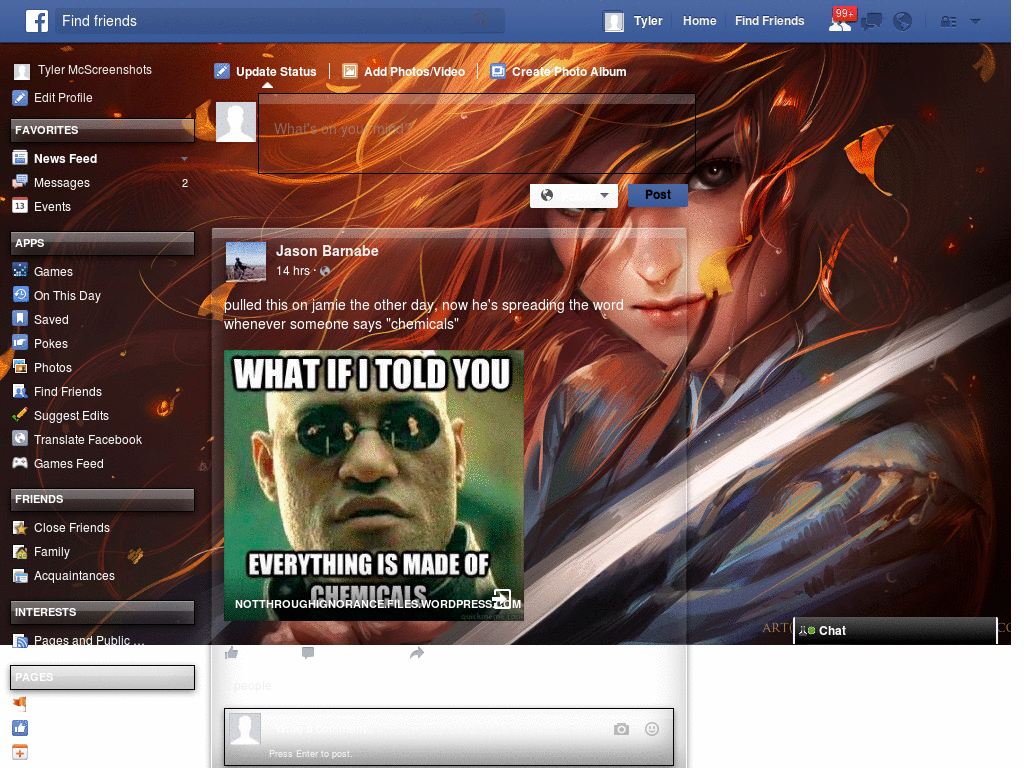 Find friends
Tyler
Home
Find Friends
99+
Tyler McScreenshots
Edit Profile
FAVORITES
News Feed
Messages
2
Events
13
APPS
Games
On This Day
Saved
Pokes
Photos
Find Friends
Suggest Edits
Translate Facebook
Games Feed
FRIENDS
Close Friends
Family
Acquaintances
INTERESTS
Pages and Public ...
PAGES
Update Status
Add Photos/Video
Create Photo Album
What's on your mind?
Post
Jason Barnabe
14 hrs ·
pulled this on jamie the other day, now he's spreading the word
whenever someone says "chemicals"
WHAT IF I TOLD YOU
EVERYTHING IS MADE OF
CHEMICALS
NOTTHROUGHIGNORANCE.FILES.WORDPRESS.COM
quickmeme.com
people
Write a comment...
Press Enter to post.
Chat